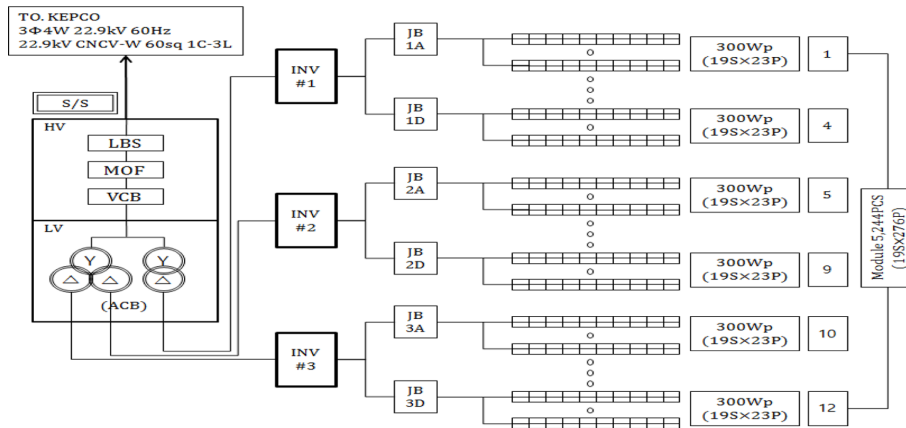 TO. KEPCO
3Φ4W 22.9kV 60Hz
22.9kV CNCV-W 60sq 1C-3L
S/S
HV
LBS
MOF
VCB
LV
Y
Y
△
△
△
(ACB)
INV
#1
JB
1A
300Wp
(19S×23P)
1
JB
1D
300Wp
(19S×23P)
4
INV
#2
JB
2A
300Wp
(19S×23P)
5
JB
2D
300Wp
(19S×23P)
9
INV
#3
JB
3A
300Wp
(19S×23P)
10
JB
3D
300Wp
(19S×23P)
12
Module 5,244PCS
(19S×276P)